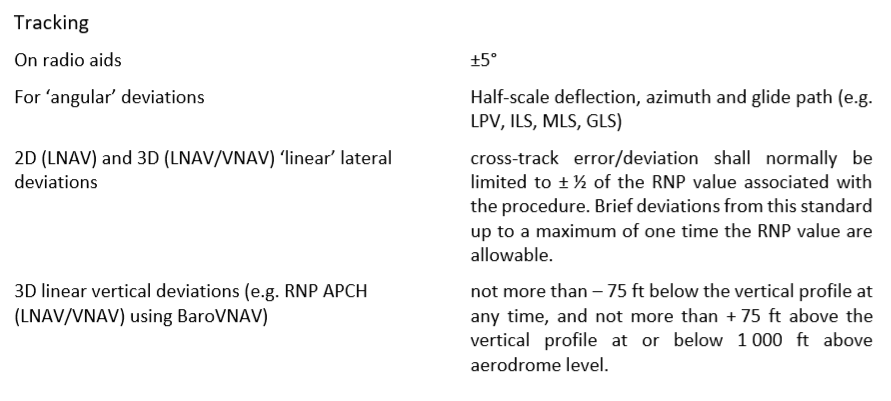 Tracking
On radio aids
±5°
For ‘angular’ deviations
Half-scale deflection, azimuth and glide path (e.g.
LPV, ILS, MLS, GLS)
2D (LNAV) and 3D (LNAV/VNAV) ‘linear’ lateral
deviations
cross-track error/deviation shall normally be
limited to ± ½ of the RNP value associated with
the procedure. Brief deviations from this standard
up to a maximum of one time the RNP value are
allowable.
3D linear vertical deviations (e.g. RNP APCH
(LNAV/VNAV) using BaroVNAV)
not more than – 75 ft below the vertical profile at
any time, and not more than + 75 ft above the
vertical profile at or below 1 000 ft above
aerodrome level.